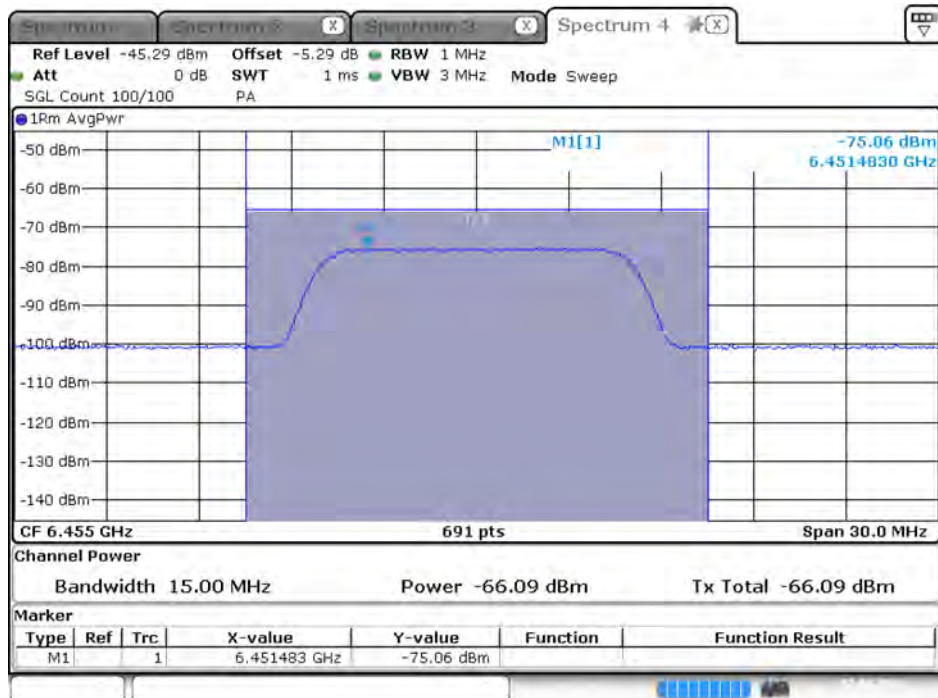 Spectrum 4
Ref Level -45.29 dBm Offset -5.29 dB RBW 1 MHz
Att 0 dB SWT 1 ms VBW 3 MHz Mode Sweep
SGL Count 100/100 PA
1Rm AvgPwr
M1[1] -75.06 dBm
6.4514830 GHz
-50 dBm
-60 dBm
-70 dBm
-80 dBm
-90 dBm
-100 dBm
-110 dBm
-120 dBm
-130 dBm
-140 dBm
CF 6.455 GHz 691 pts Span 30.0 MHz
Channel Power
Bandwidth 15.00 MHz Power -66.09 dBm Tx Total -66.09 dBm
Marker
Type Ref Trc X-value Y-value Function Function Result
M1 1 6.451483 GHz -75.06 dBm